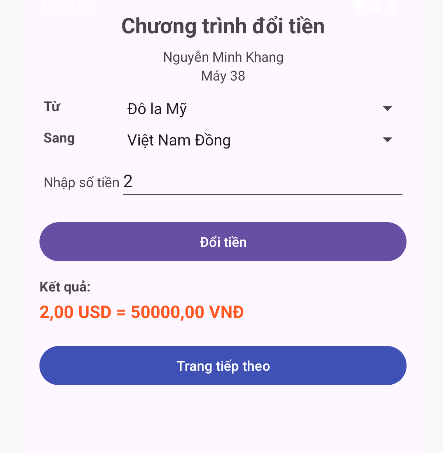 Chương trình đổi tiền
Nguyễn Minh Khang
Máy 38
Từ Đô la Mỹ
Sang Việt Nam Đồng
Nhập số tiền 2
Đổi tiền
Kết quả:
2,00 USD = 50000,00 VNĐ
Trang tiếp theo